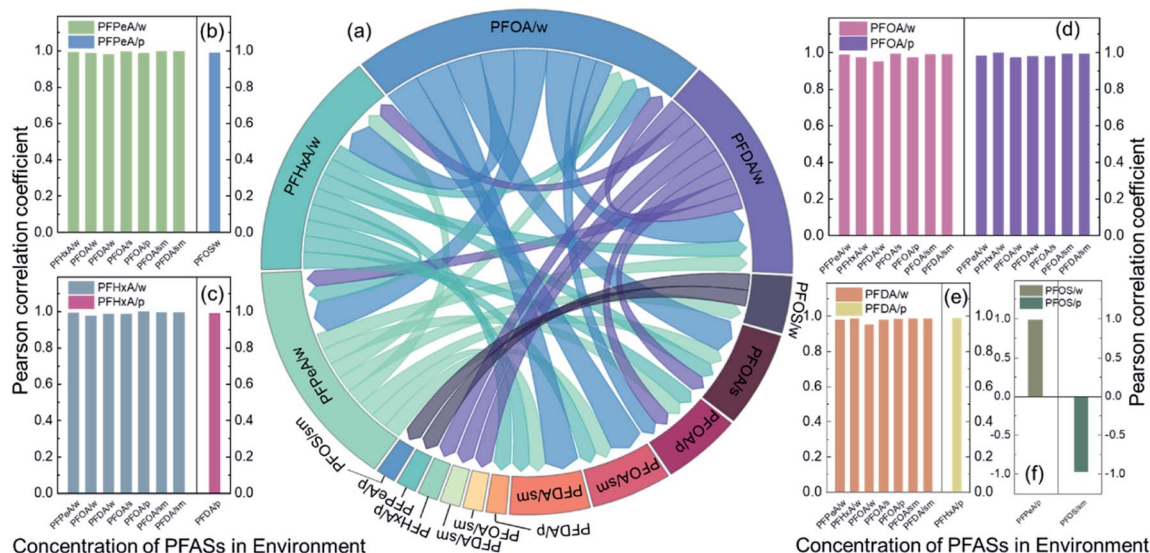 (b)
PFPeA/w
PFPeA/p
1.0
0.8
0.6
0.4
0.2
0.0
1.0
0.8
0.6
0.4
0.2
0.0
PFHxA/w
PFOA/w
PFDA/w
PFOA/s
PFOA/p
PFOA/sm
PFDA/sm
PFOS/w
(c)
PFHxA/w
PFHxA/p
1.0
0.8
0.6
0.4
0.2
0.0
1.0
0.8
0.6
0.4
0.2
0.0
PFPeA/w
PFOA/w
PFDA/w
PFOA/s
PFOA/p
PFOA/sm
PFDA/sm
PFDA/p
Pearson correlation coeffificient
Concentration of PFASs in Environment
(a)
PFOA/w
PFDA/w
PFOS/w
PFOA/s
PFOA/p
PFOA/sm
PFDA/sm
PFDA/p
PFOA/sm
PFDA/sm
PFHxA/p
PFPeA/p
PFOS/sm
PFPeA/w
PFHxA/w
(d)
PFOA/w
PFOA/p
1.0
0.8
0.6
0.4
0.2
0.0
1.0
0.8
0.6
0.4
0.2
0.0
PFPeA/w
PFHxA/w
PFDA/w
PFOA/s
PFOA/p
PFOA/sm
PFDA/sm
PFPeA/w
PFHxA/w
PFOA/w
PFDA/w
PFOA/s
PFOA/sm
PFDA/sm
(e)
PFDA/w
PFDA/p
1.0
0.8
0.6
0.4
0.2
0.0
1.0
0.8
0.6
0.4
0.2
0.0
PFPeA/w
PFHxA/w
PFOA/w
PFOA/s
PFOA/p
PFOA/sm
PFDA/sm
PFHxA/p
(f)
PFOS/w
PFOS/p
1.0
0.5
0.0
-0.5
-1.0
1.0
0.5
0.0
-0.5
-1.0
PFPeA/p
PFOS/sm
Pearson correlation coefficient
Concentration of PFASs in Environment